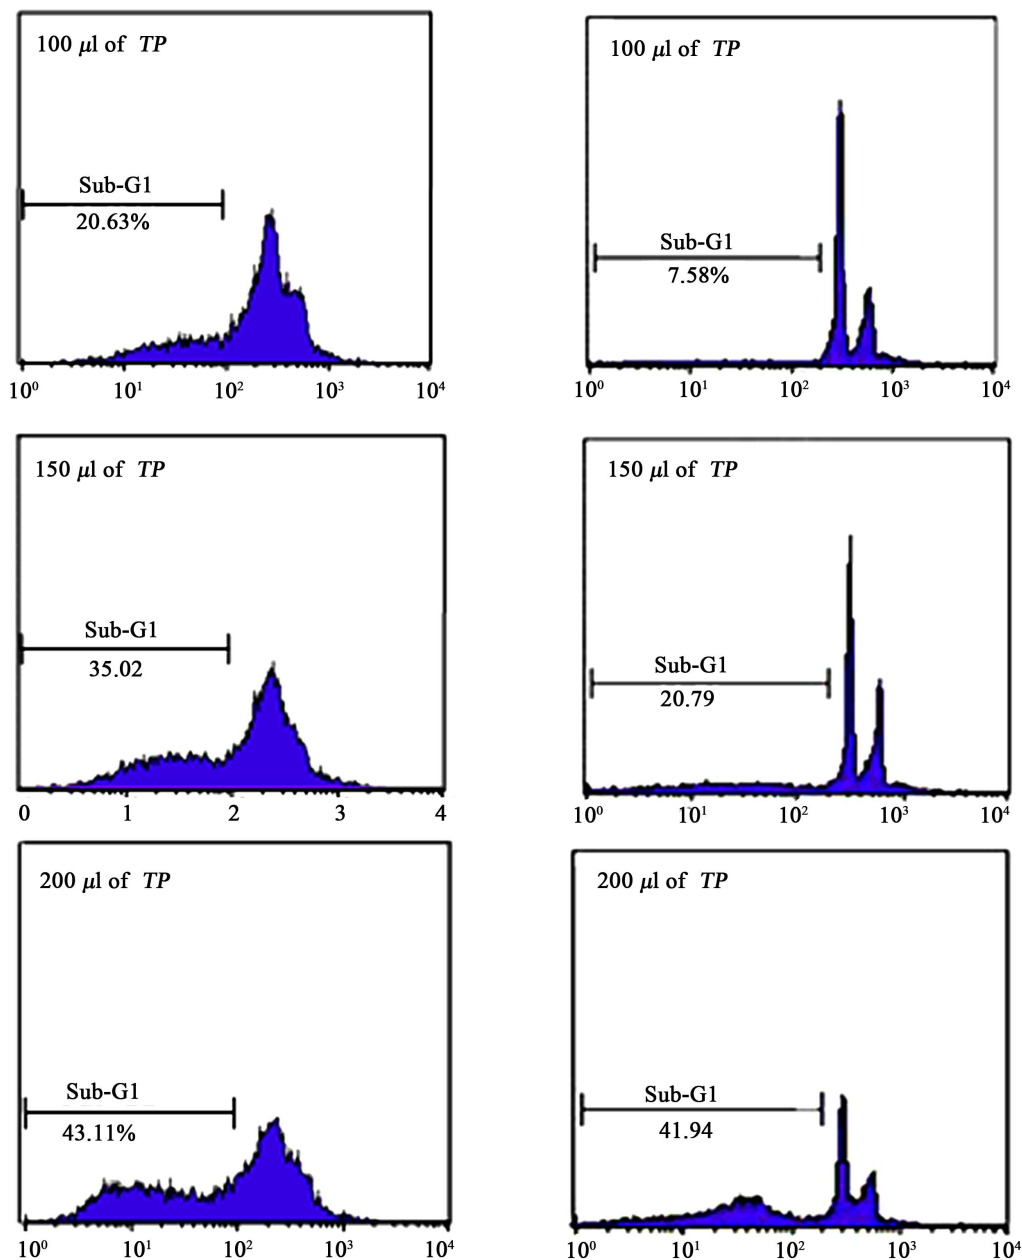 100 μl of TP
Sub-G1
20.63%
10⁰ 10¹ 10² 10³ 10⁴
100 μl of TP
Sub-G1
7.58%
10⁰ 10¹ 10² 10³ 10⁴
150 μl of TP
Sub-G1
35.02
0 1 2 3 4
150 μl of TP
Sub-G1
20.79
10⁰ 10¹ 10² 10³ 10⁴
200 μl of TP
Sub-G1
43.11%
10⁰ 10¹ 10² 10³ 10⁴
200 μl of TP
Sub-G1
41.94
10⁰ 10¹ 10² 10³ 10⁴